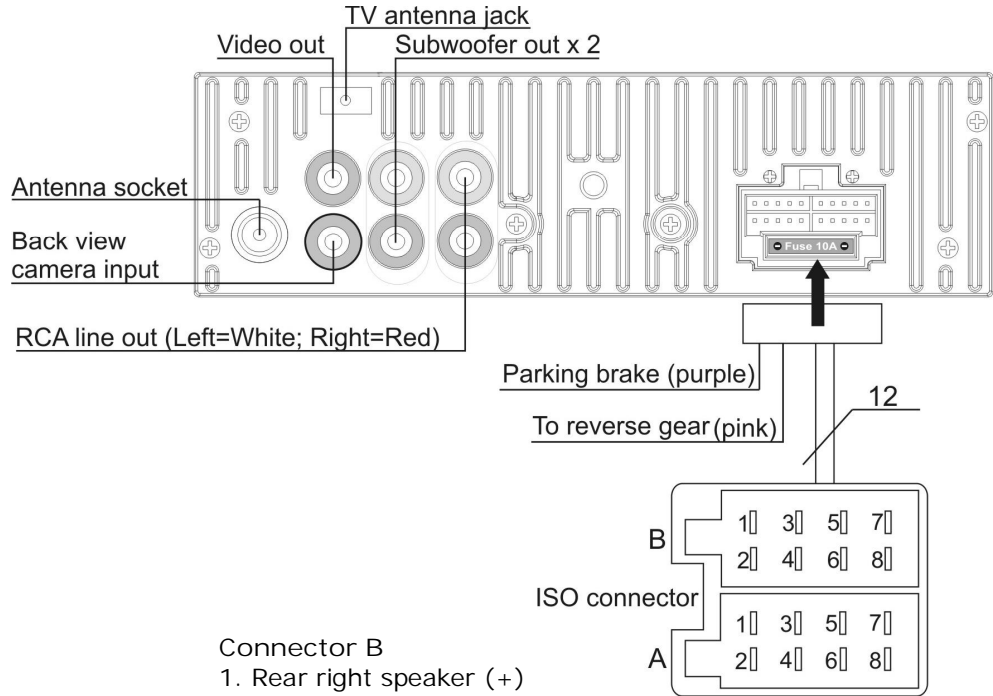 TV antenna jack
Video out
Subwoofer out x 2
Antenna socket
Back view
camera input
Fuse 10A
RCA line out (Left=White; Right=Red)
Parking brake (purple)
12
To reverse gear (pink)
B
1 3 5 7
2 4 6 8
ISO connector
A
1 3 5 7
2 4 6 8
Connector B
1. Rear right speaker (+)